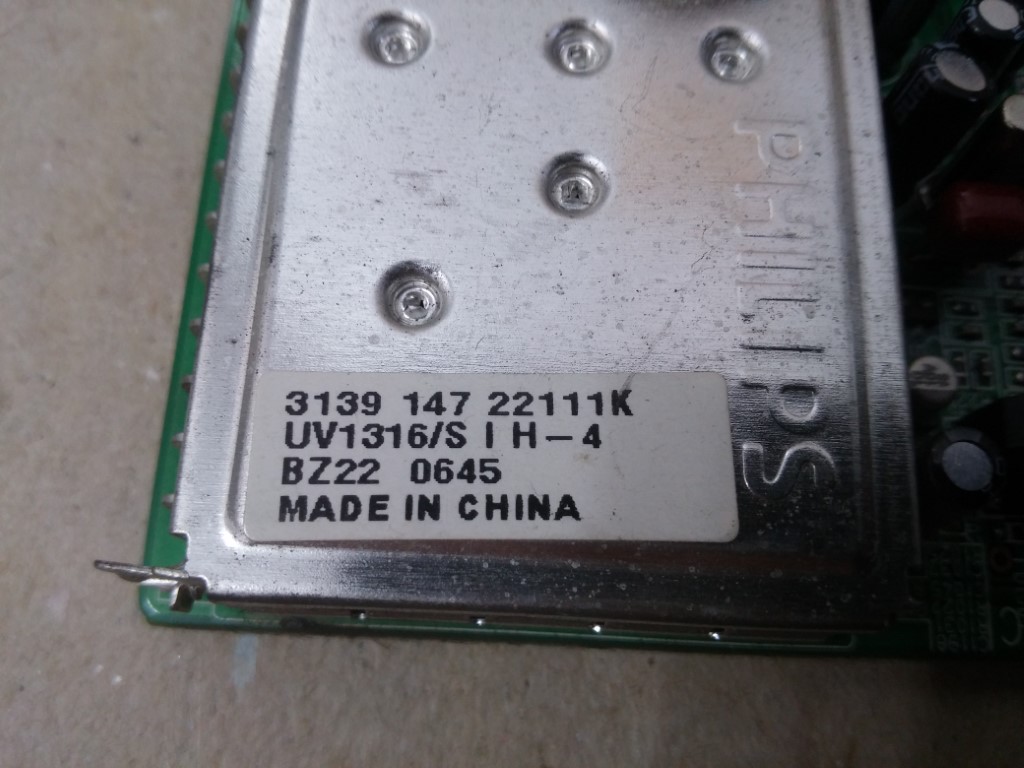 PHILIPS
3139 147 22111K
UV1316/S I H-4
BZ22 0645
MADE IN CHINA